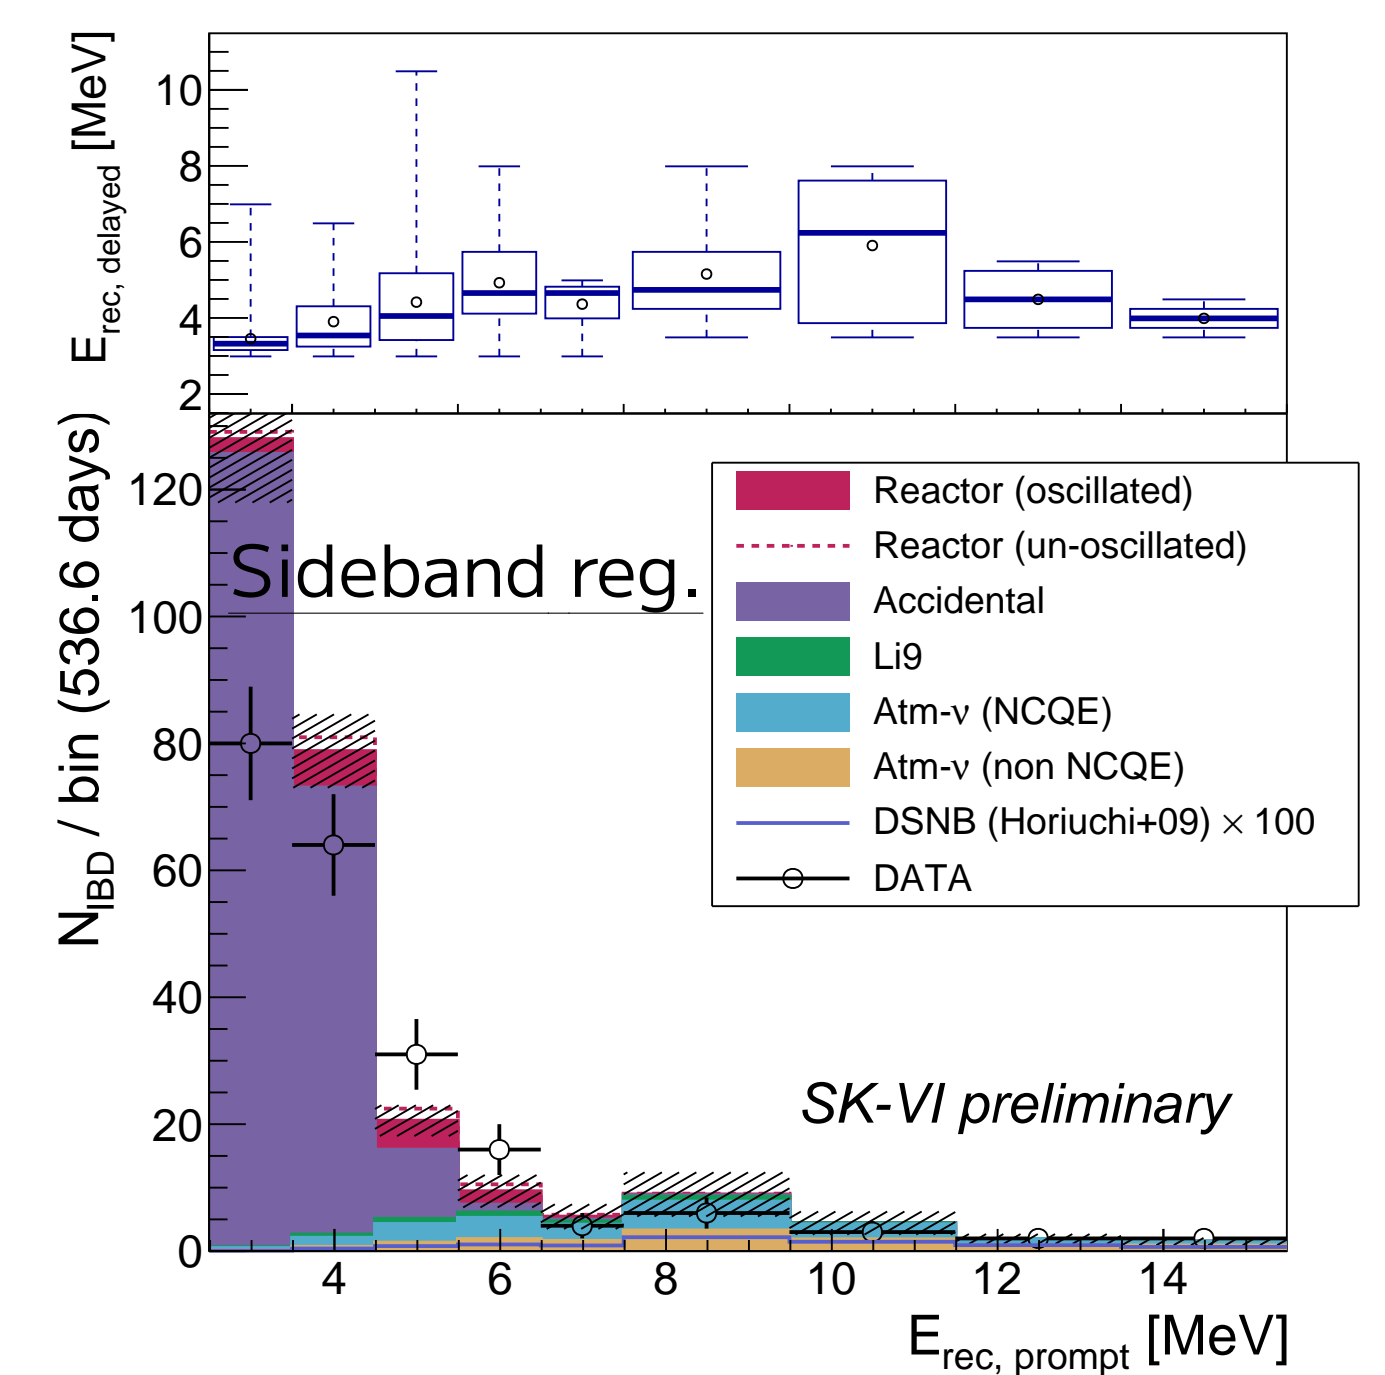 E_rec, delayed [MeV]
10
8
6
4
2
N_IBD / bin (536.6 days)
120
100
80
60
40
20
0
Sideband reg.
Reactor (oscillated)
Reactor (un-oscillated)
Accidental
Li9
Atm-ν (NCQE)
Atm-ν (non NCQE)
DSNB (Horiuchi+09) × 100
DATA
SK-VI preliminary
4 6 8 10 12 14
E_rec, prompt [MeV]